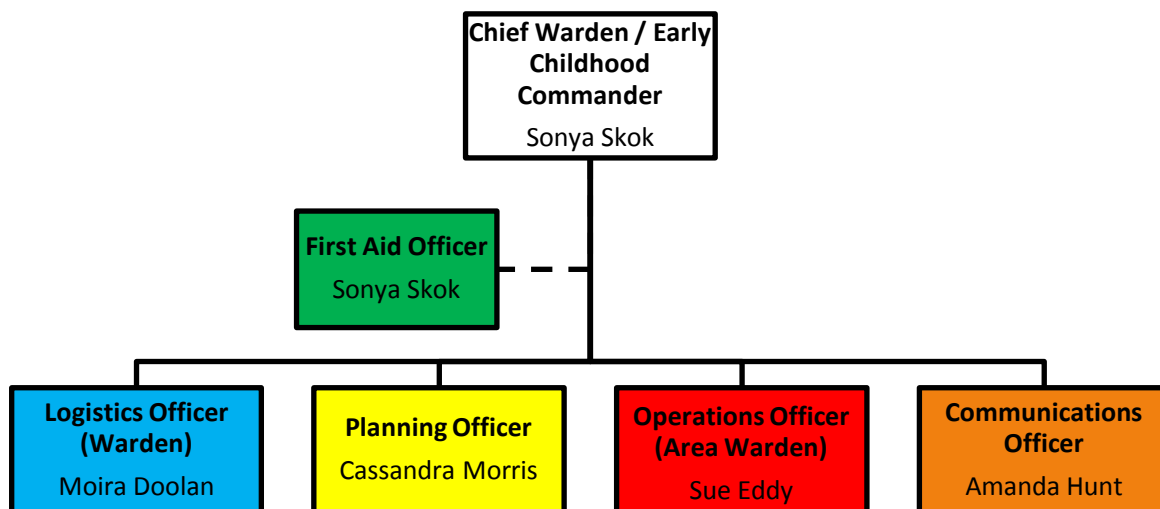 Chief Warden / Early
Childhood
Commander
Sonya Skok
First Aid Officer
Sonya Skok
Logistics Officer
(Warden)
Moira Doolan
Planning Officer
Cassandra Morris
Operations Officer
(Area Warden)
Sue Eddy
Communications
Officer
Amanda Hunt